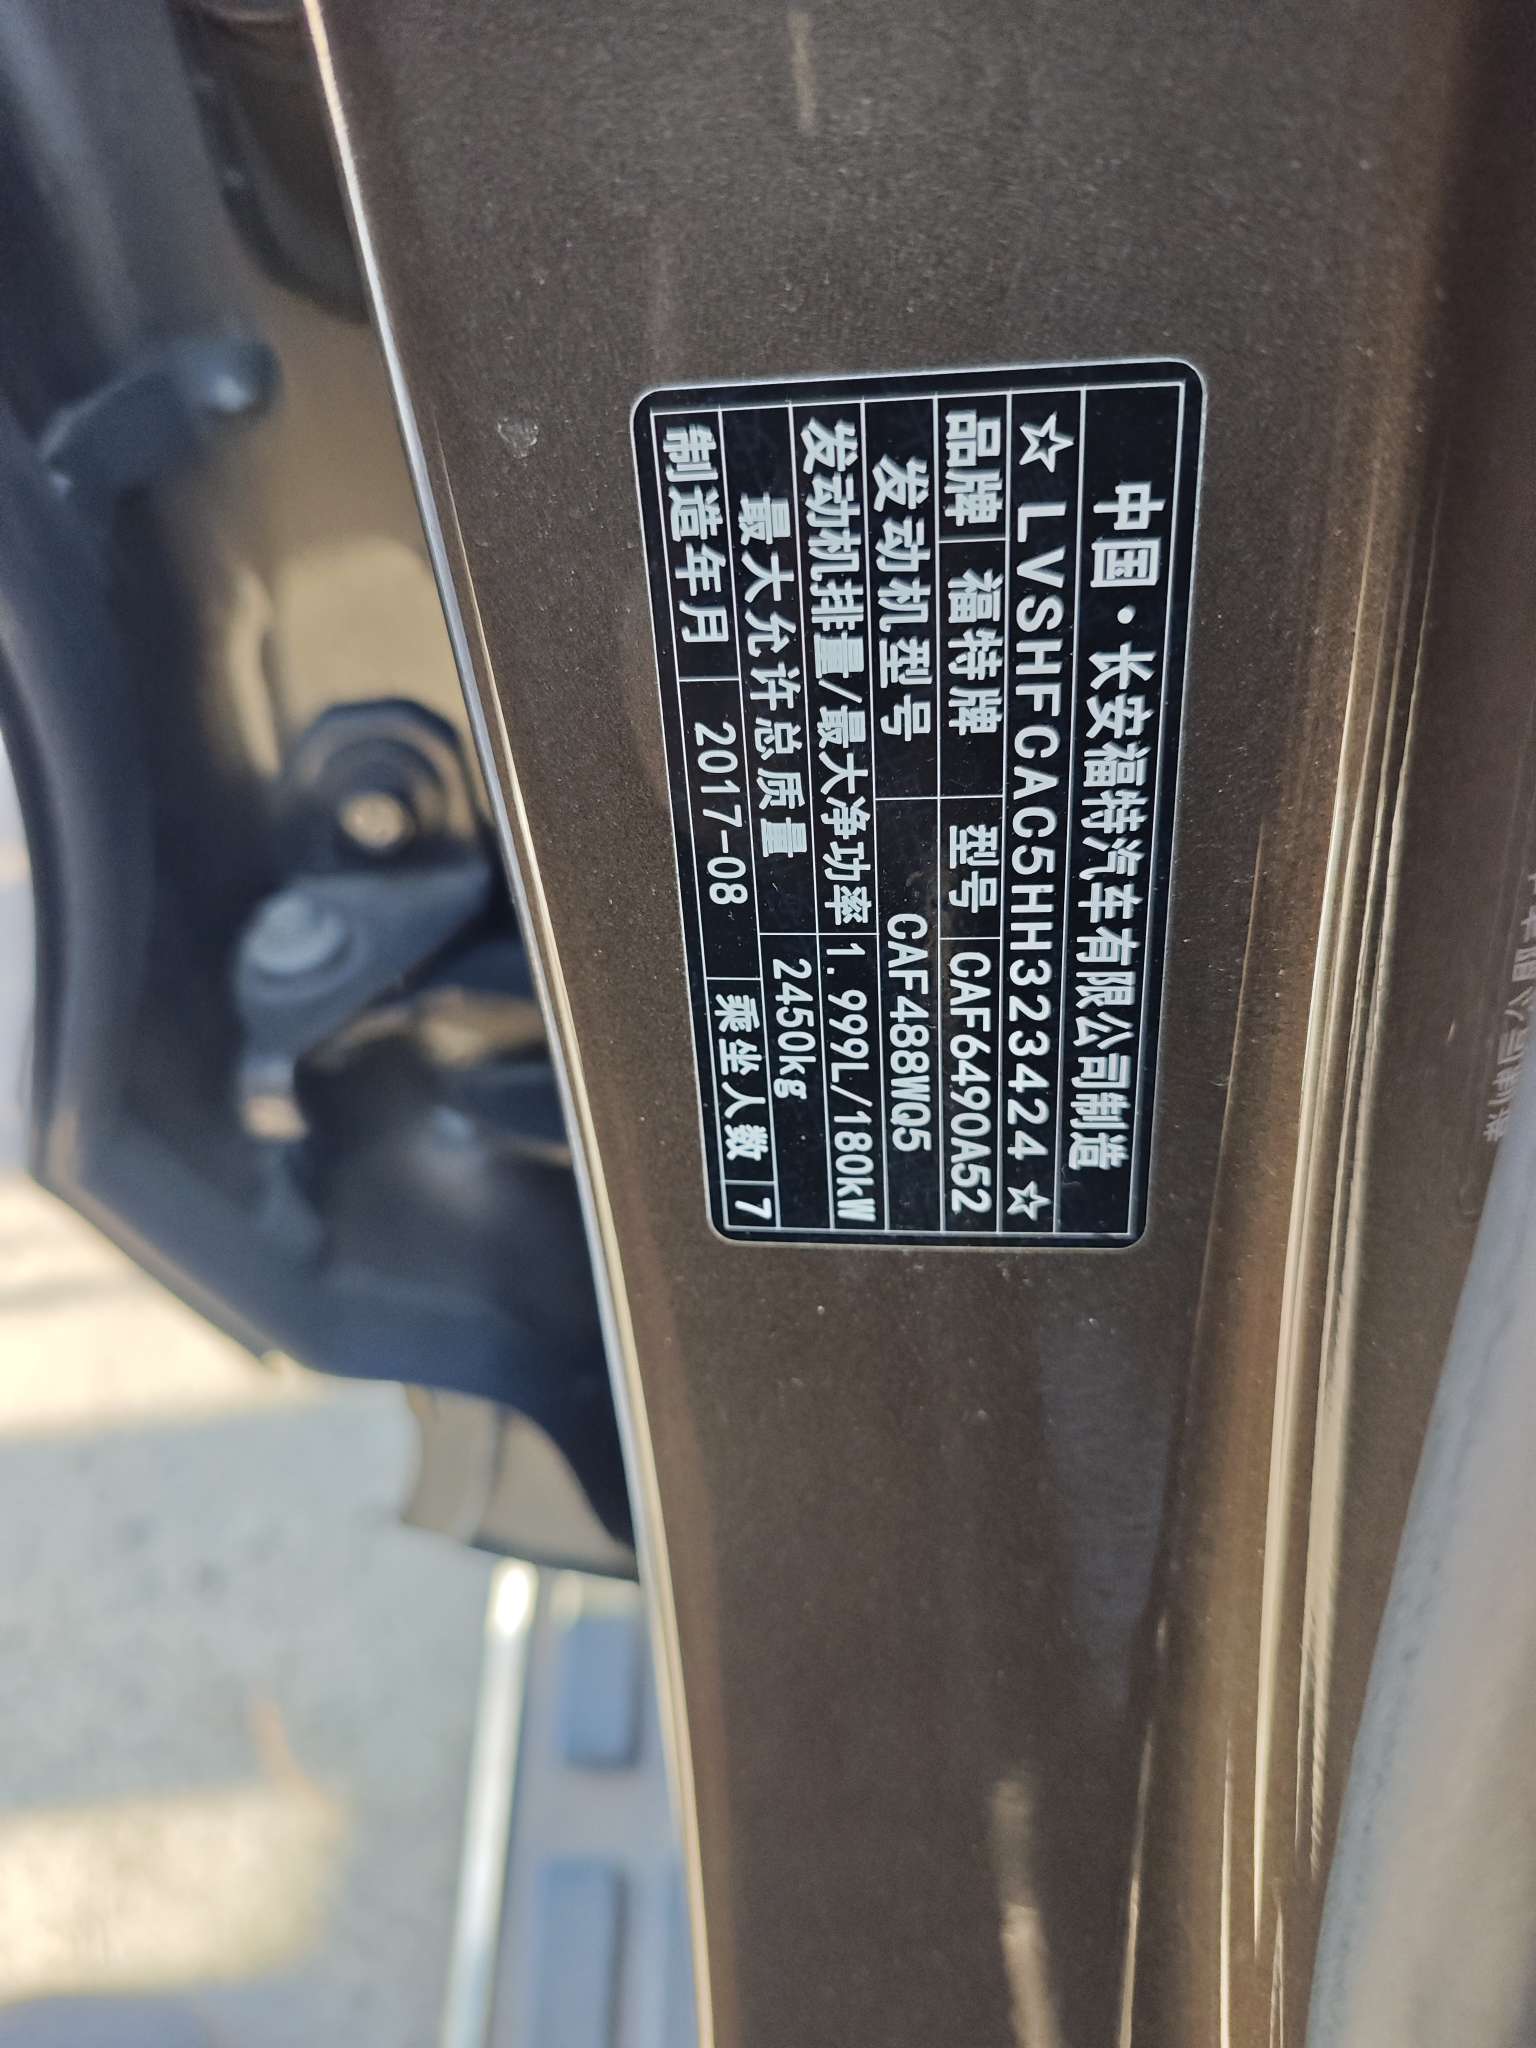 中国·长安福特汽车有限公司制造
☆LVSHFCAC5HH323424☆
品牌 福特牌 型号 CAF6490A52
发动机型号 CAF488WQ5
发动机排量/最大净功率 1.999L/180kW
最大允许总质量 2450kg
制造年月 2017-08 乘坐人数 7